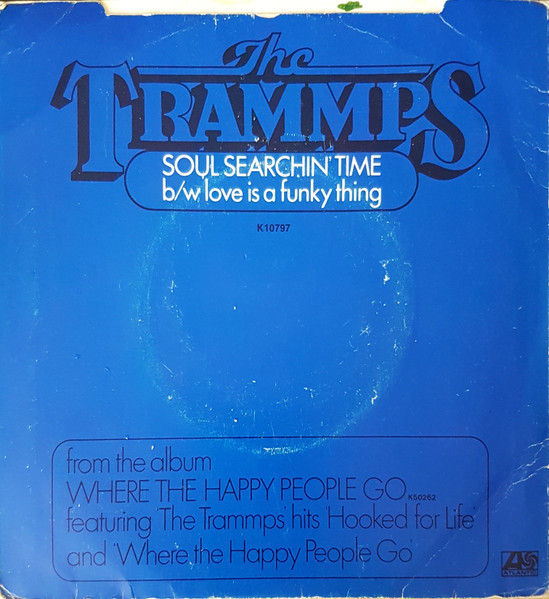 The
TRAMMPS
SOUL SEARCHIN' TIME
b/w love is a funky thing
K10797
from the album
WHERE THE HAPPY PEOPLE GO K50262
featuring 'The Trammps' hits 'Hooked for Life'
and 'Where the Happy People Go'
ATLANTIC